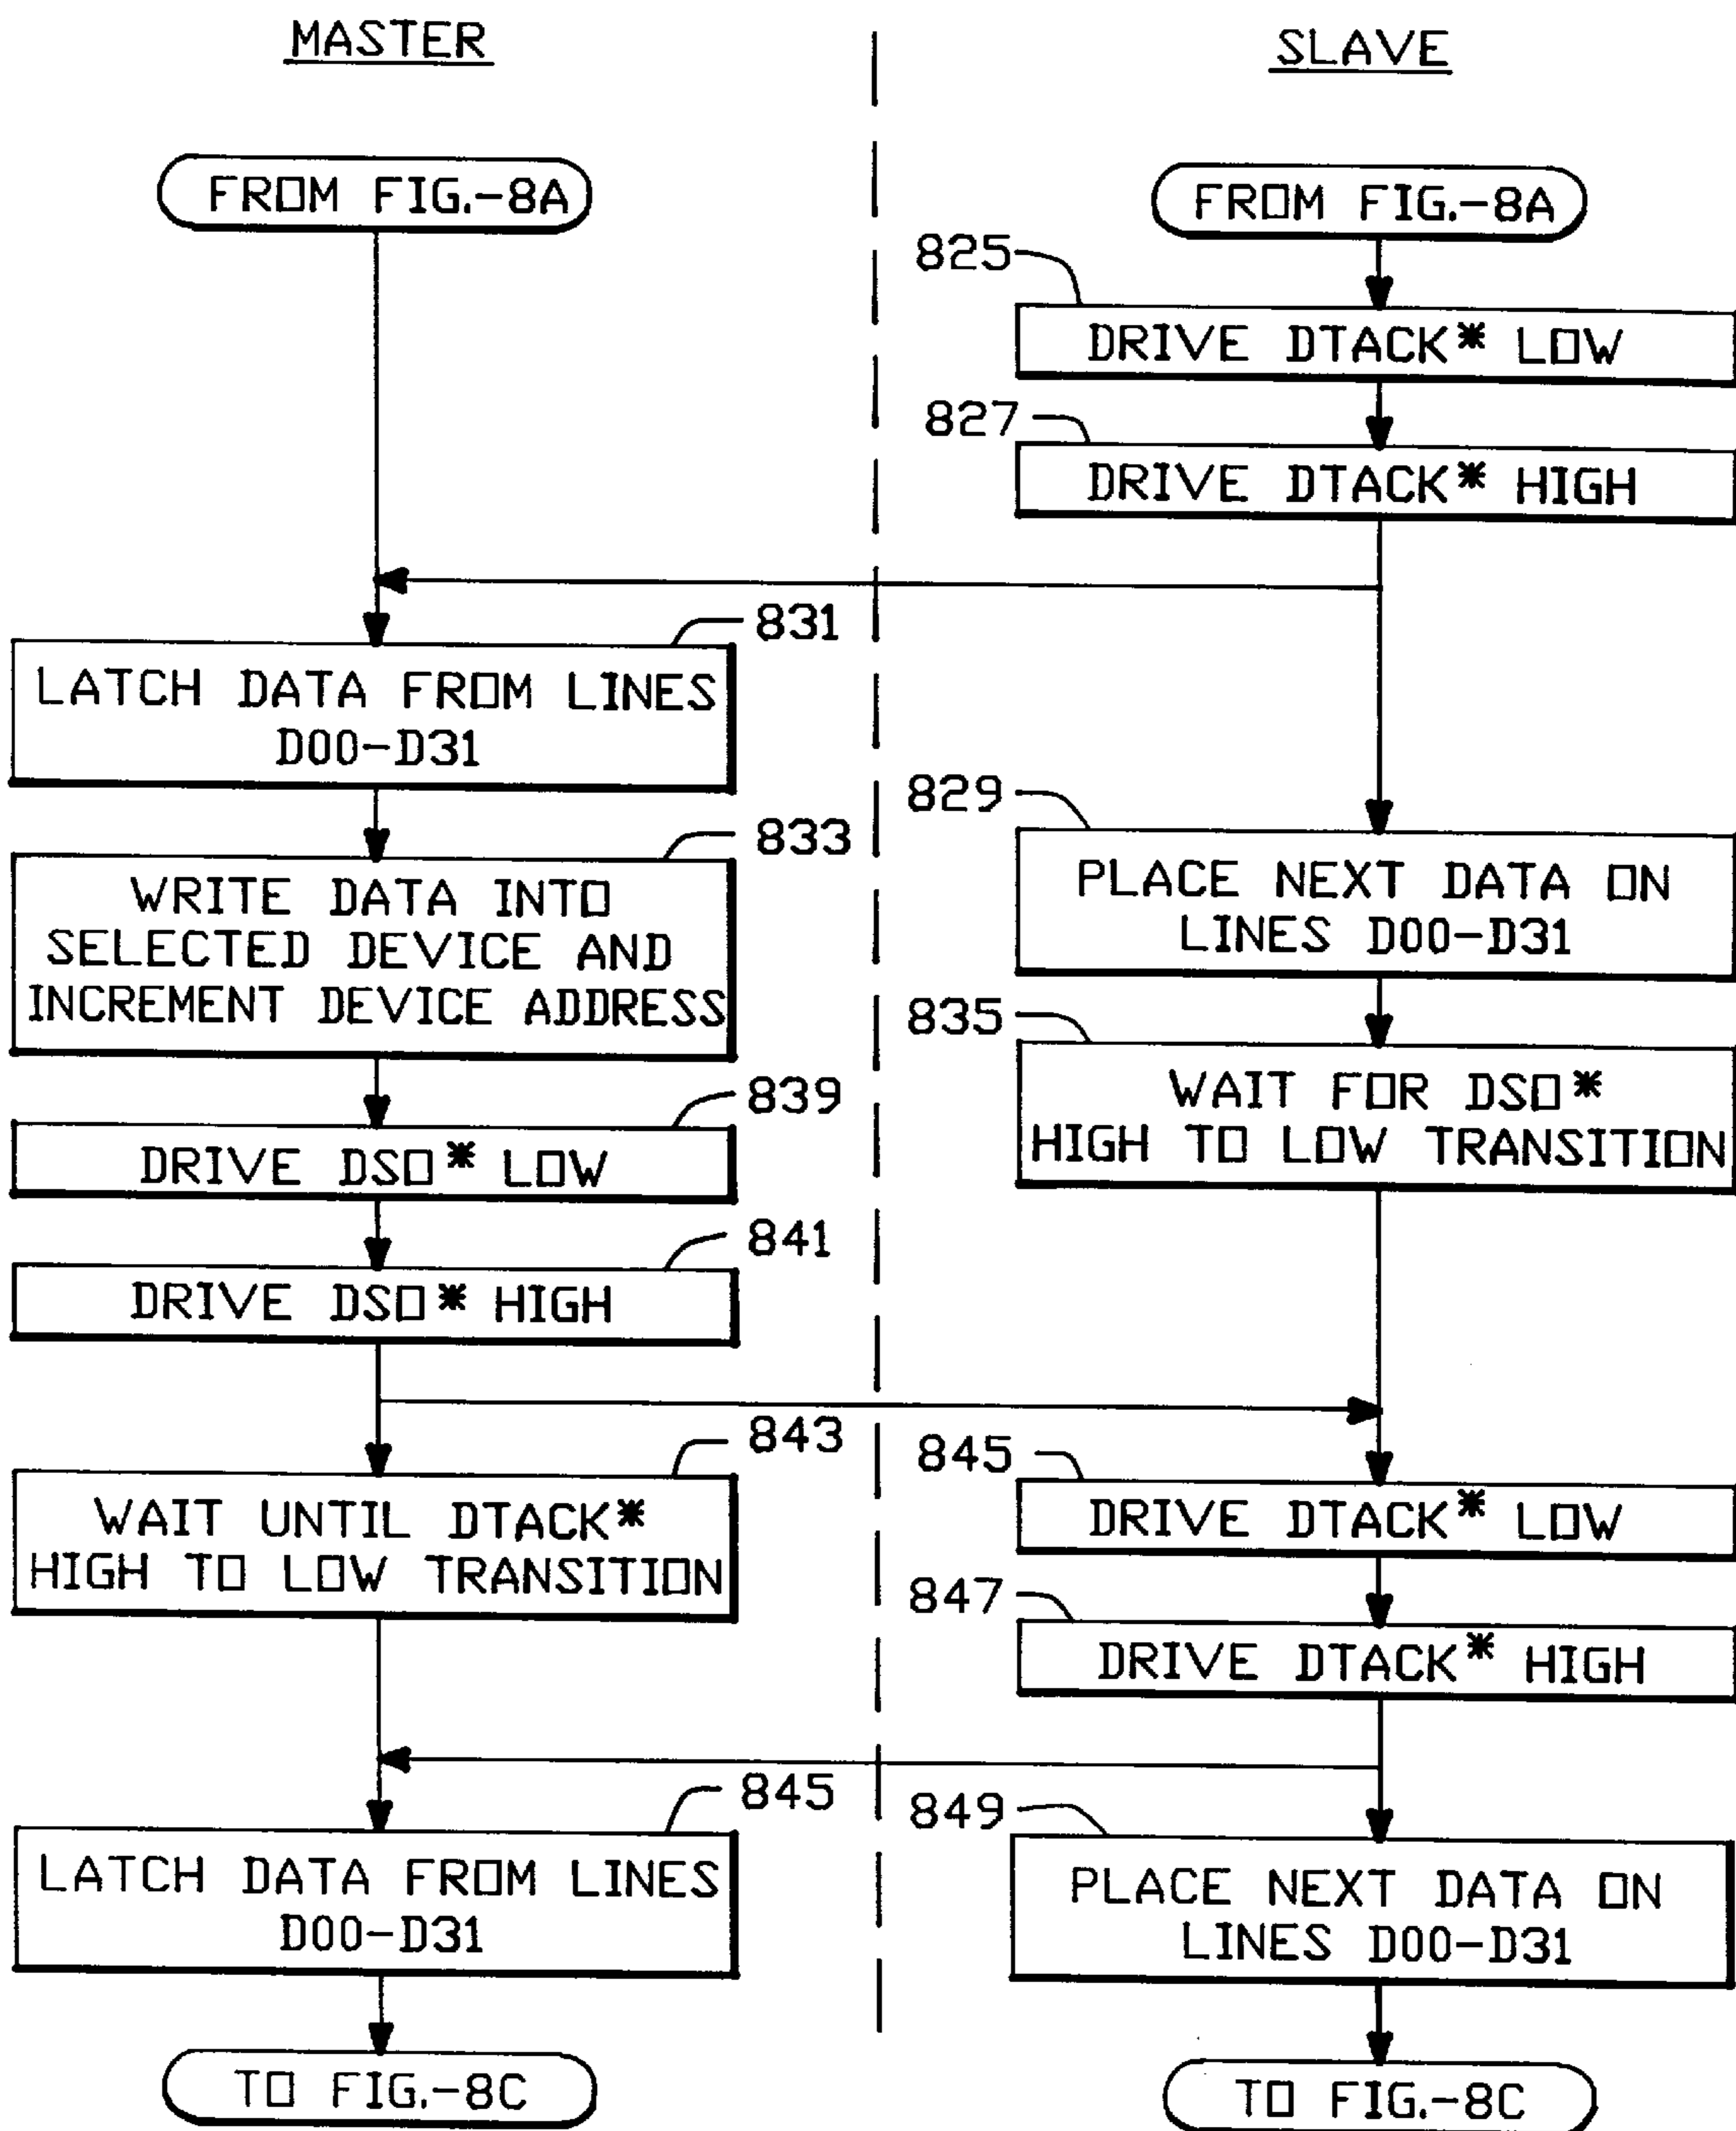 MASTER
SLAVE
FROM FIG.-8A
FROM FIG.-8A
825
DRIVE DTACK* LOW
827
DRIVE DTACK* HIGH
831
LATCH DATA FROM LINES
D00-D31
829
PLACE NEXT DATA ON
LINES D00-D31
833
WRITE DATA INTO
SELECTED DEVICE AND
INCREMENT DEVICE ADDRESS
835
WAIT FOR DSO*
HIGH TO LOW TRANSITION
839
DRIVE DSO* LOW
841
DRIVE DSO* HIGH
843
WAIT UNTIL DTACK*
HIGH TO LOW TRANSITION
845
DRIVE DTACK* LOW
847
DRIVE DTACK* HIGH
845
LATCH DATA FROM LINES
D00-D31
849
PLACE NEXT DATA ON
LINES D00-D31
TO FIG.-8C
TO FIG.-8C